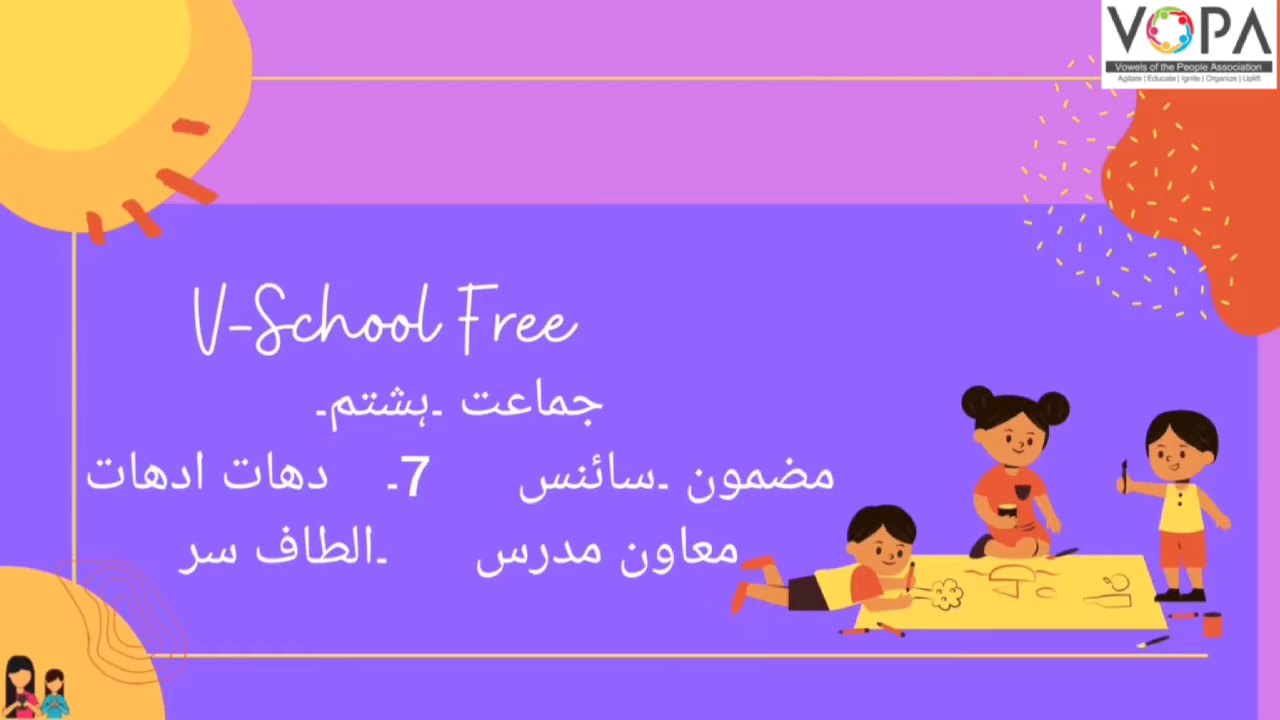 VOPA
Vowels of the People Association
Agitate | Educate | Ignite | Organize | Uplift
V-School Free
جماعت ۔ہشتم۔
مضمون ۔سائنس 7۔ دھات ادھات
معاون مدرس ۔الطاف سر